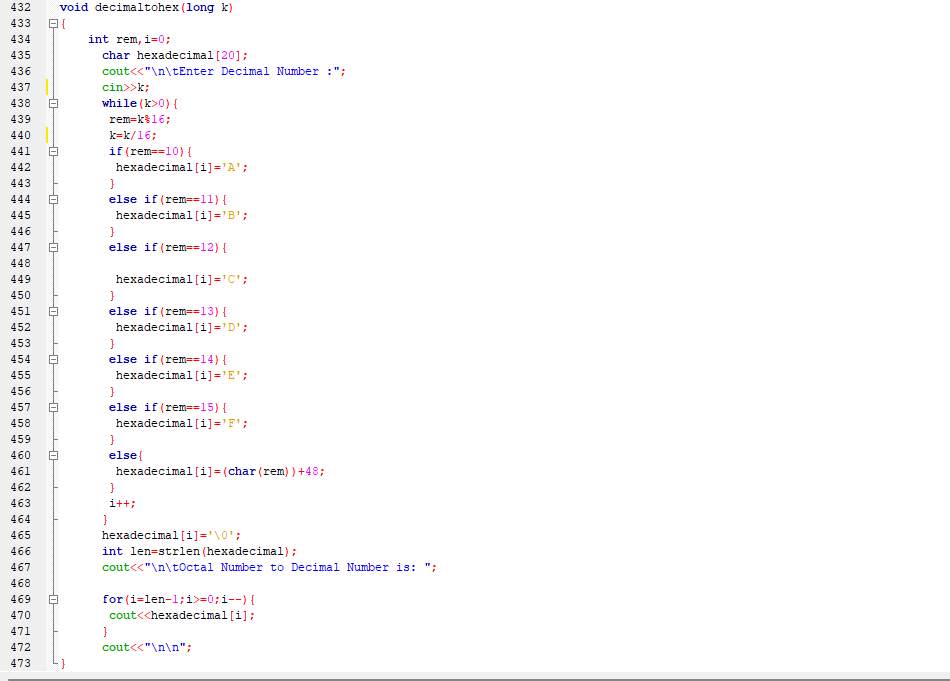 432 void decimaltohex(long k)
433 {
434 int rem,i=0;
435 char hexadecimal[20];
436 cout<<"\n\tEnter Decimal Number :";
437 cin>>k;
438 while(k>0){
439 rem=k%16;
440 k=k/16;
441 if(rem==10){
442 hexadecimal[i]='A';
443 }
444 else if(rem==11){
445 hexadecimal[i]='B';
446 }
447 else if(rem==12){
448
449 hexadecimal[i]='C';
450 }
451 else if(rem==13){
452 hexadecimal[i]='D';
453 }
454 else if(rem==14){
455 hexadecimal[i]='E';
456 }
457 else if(rem==15){
458 hexadecimal[i]='F';
459 }
460 else{
461 hexadecimal[i]=(char(rem))+48;
462 }
463 i++;
464 }
465 hexadecimal[i]='\0';
466 int len=strlen(hexadecimal);
467 cout<<"\n\tOctal Number to Decimal Number is: ";
468
469 for(i=len-1;i>=0;i--){
470 cout<<hexadecimal[i];
471 }
472 cout<<"\n\n";
473 }